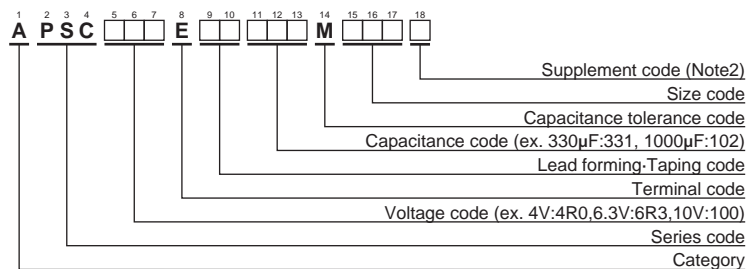 1 2 3 4 5 6 7 8 9 10 11 12 13 14 15 16 17 18
A P S C E M
Supplement code (Note2)
Size code
Capacitance tolerance code
Capacitance code (ex. 330µF:331, 1000µF:102)
Lead forming·Taping code
Terminal code
Voltage code (ex. 4V:4R0,6.3V:6R3,10V:100)
Series code
Category